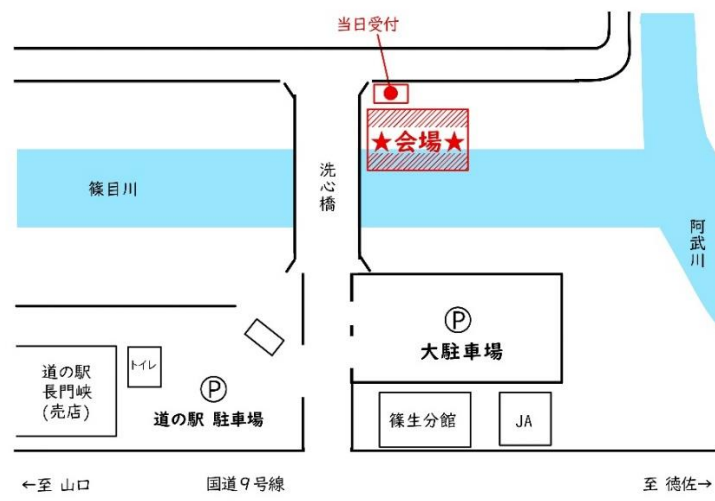 当日受付
★会場★
洗心橋
篠目川
阿武川
Ⓟ
大駐車場
道の駅
長門峡
(売店)
トイレ
Ⓟ
道の駅 駐車場
篠生分館
JA
←至 山口
国道9号線
至 徳佐→